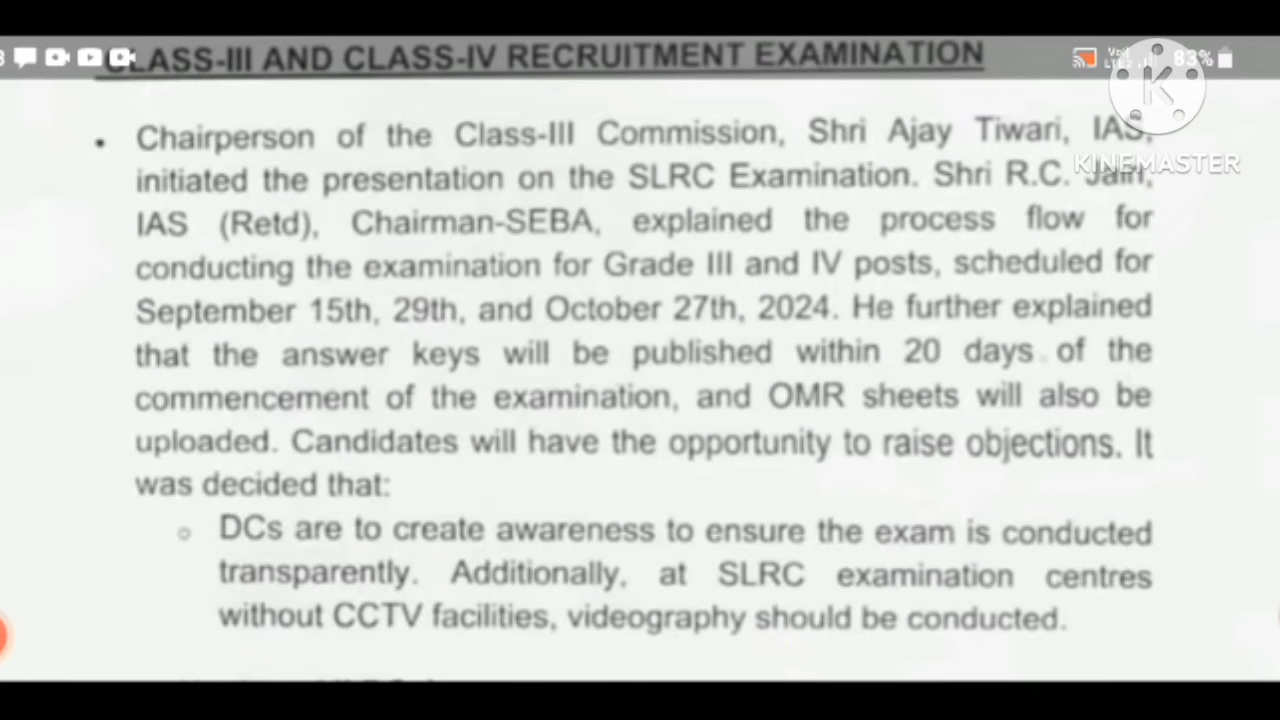 CLASS-III AND CLASS-IV RECRUITMENT EXAMINATION
83%
KINEMASTER
• Chairperson of the Class-III Commission, Shri Ajay Tiwari, IAS,
initiated the presentation on the SLRC Examination. Shri R.C. Jain,
IAS (Retd), Chairman-SEBA, explained the process flow for
conducting the examination for Grade III and IV posts, scheduled for
September 15th, 29th, and October 27th, 2024. He further explained
that the answer keys will be published within 20 days of the
commencement of the examination, and OMR sheets will also be
uploaded. Candidates will have the opportunity to raise objections. It
was decided that:
o DCs are to create awareness to ensure the exam is conducted
transparently. Additionally, at SLRC examination centres
without CCTV facilities, videography should be conducted.